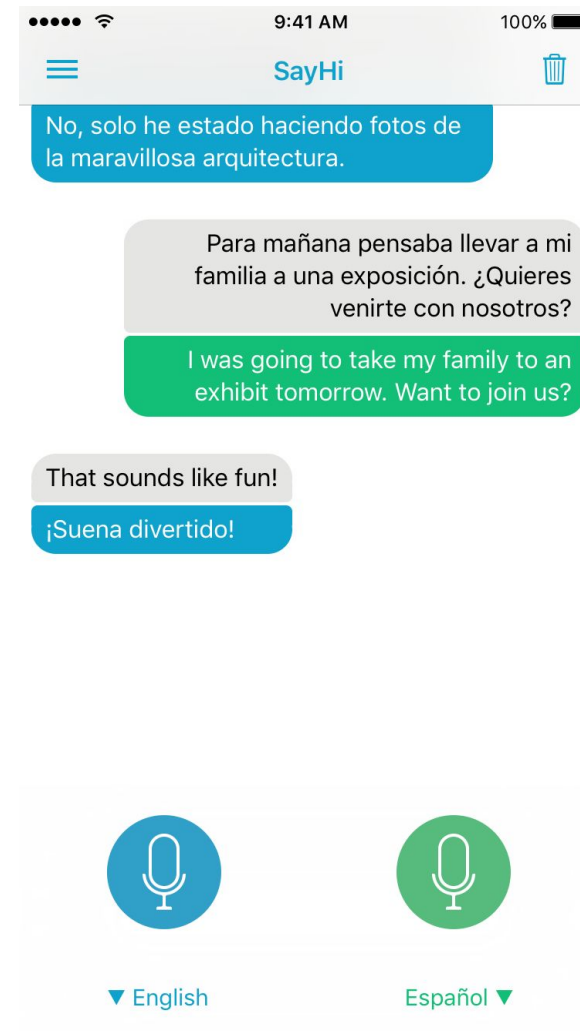 9:41 AM
100%
SayHi
No, solo he estado haciendo fotos de
la maravillosa arquitectura.
Para mañana pensaba llevar a mi
familia a una exposición. ¿Quieres
venirte con nosotros?
I was going to take my family to an
exhibit tomorrow. Want to join us?
That sounds like fun!
¡Suena divertido!
▼ English
Español ▼